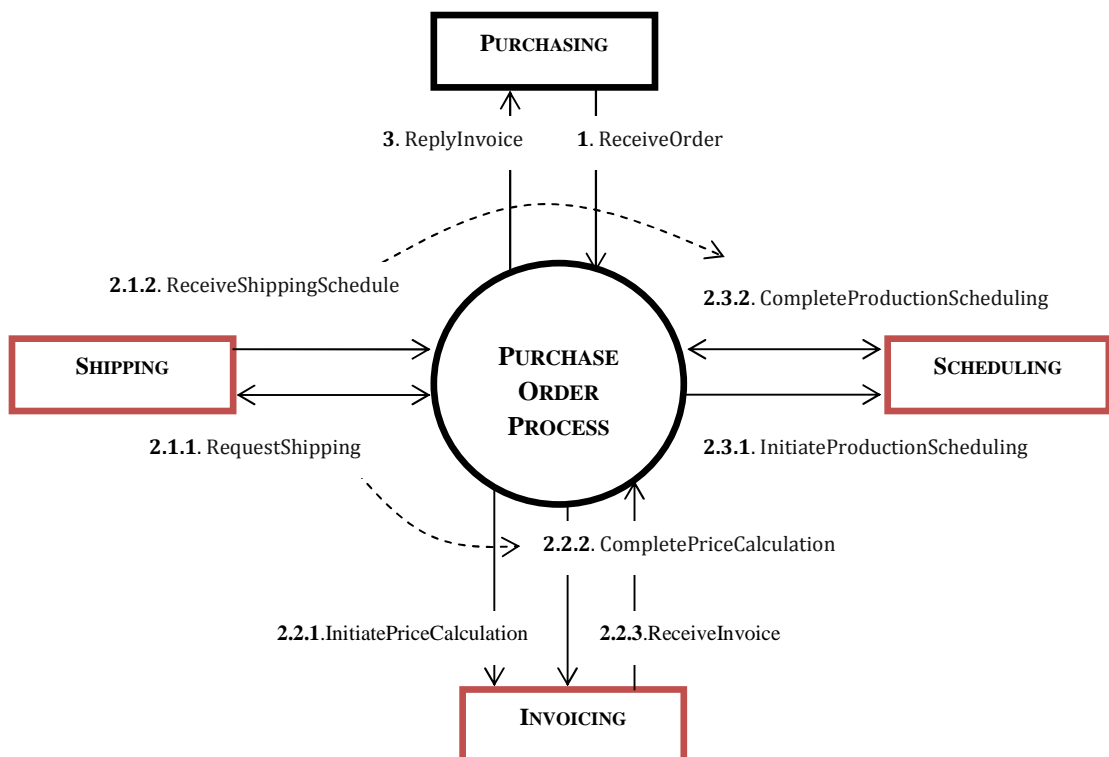 PURCHASING
3. ReplyInvoice
1. ReceiveOrder
2.1.2. ReceiveShippingSchedule
2.3.2. CompleteProductionScheduling
SHIPPING
PURCHASE
ORDER
PROCESS
SCHEDULING
2.1.1. RequestShipping
2.3.1. InitiateProductionScheduling
2.2.2. CompletePriceCalculation
2.2.1.InitiatePriceCalculation
2.2.3.ReceiveInvoice
INVOICING